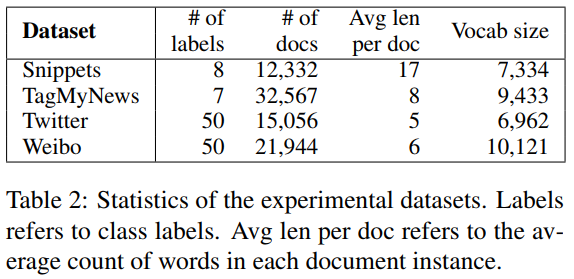 Dataset # of labels # of docs Avg len per doc Vocab size
Snippets 8 12,332 17 7,334
TagMyNews 7 32,567 8 9,433
Twitter 50 15,056 5 6,962
Weibo 50 21,944 6 10,121
Table 2: Statistics of the experimental datasets. Labels
refers to class labels. Avg len per doc refers to the av-
erage count of words in each document instance.